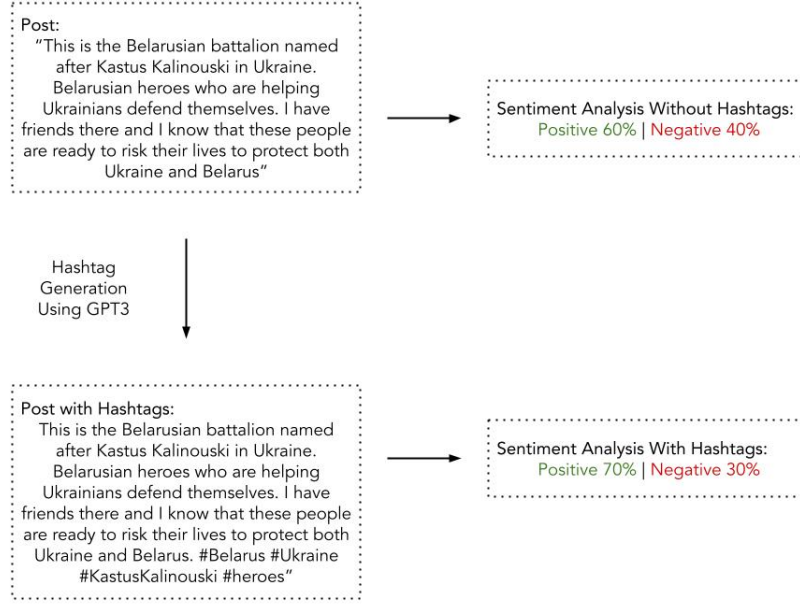 Post:
"This is the Belarusian battalion named
after Kastus Kalinouski in Ukraine.
Belarusian heroes who are helping
Ukrainians defend themselves. I have
friends there and I know that these people
are ready to risk their lives to protect both
Ukraine and Belarus"
Sentiment Analysis Without Hashtags:
Positive 60% | Negative 40%
Hashtag
Generation
Using GPT3
Post with Hashtags:
This is the Belarusian battalion named
after Kastus Kalinouski in Ukraine.
Belarusian heroes who are helping
Ukrainians defend themselves. I have
friends there and I know that these people
are ready to risk their lives to protect both
Ukraine and Belarus. #Belarus #Ukraine
#KastusKalinouski #heroes"
Sentiment Analysis With Hashtags:
Positive 70% | Negative 30%